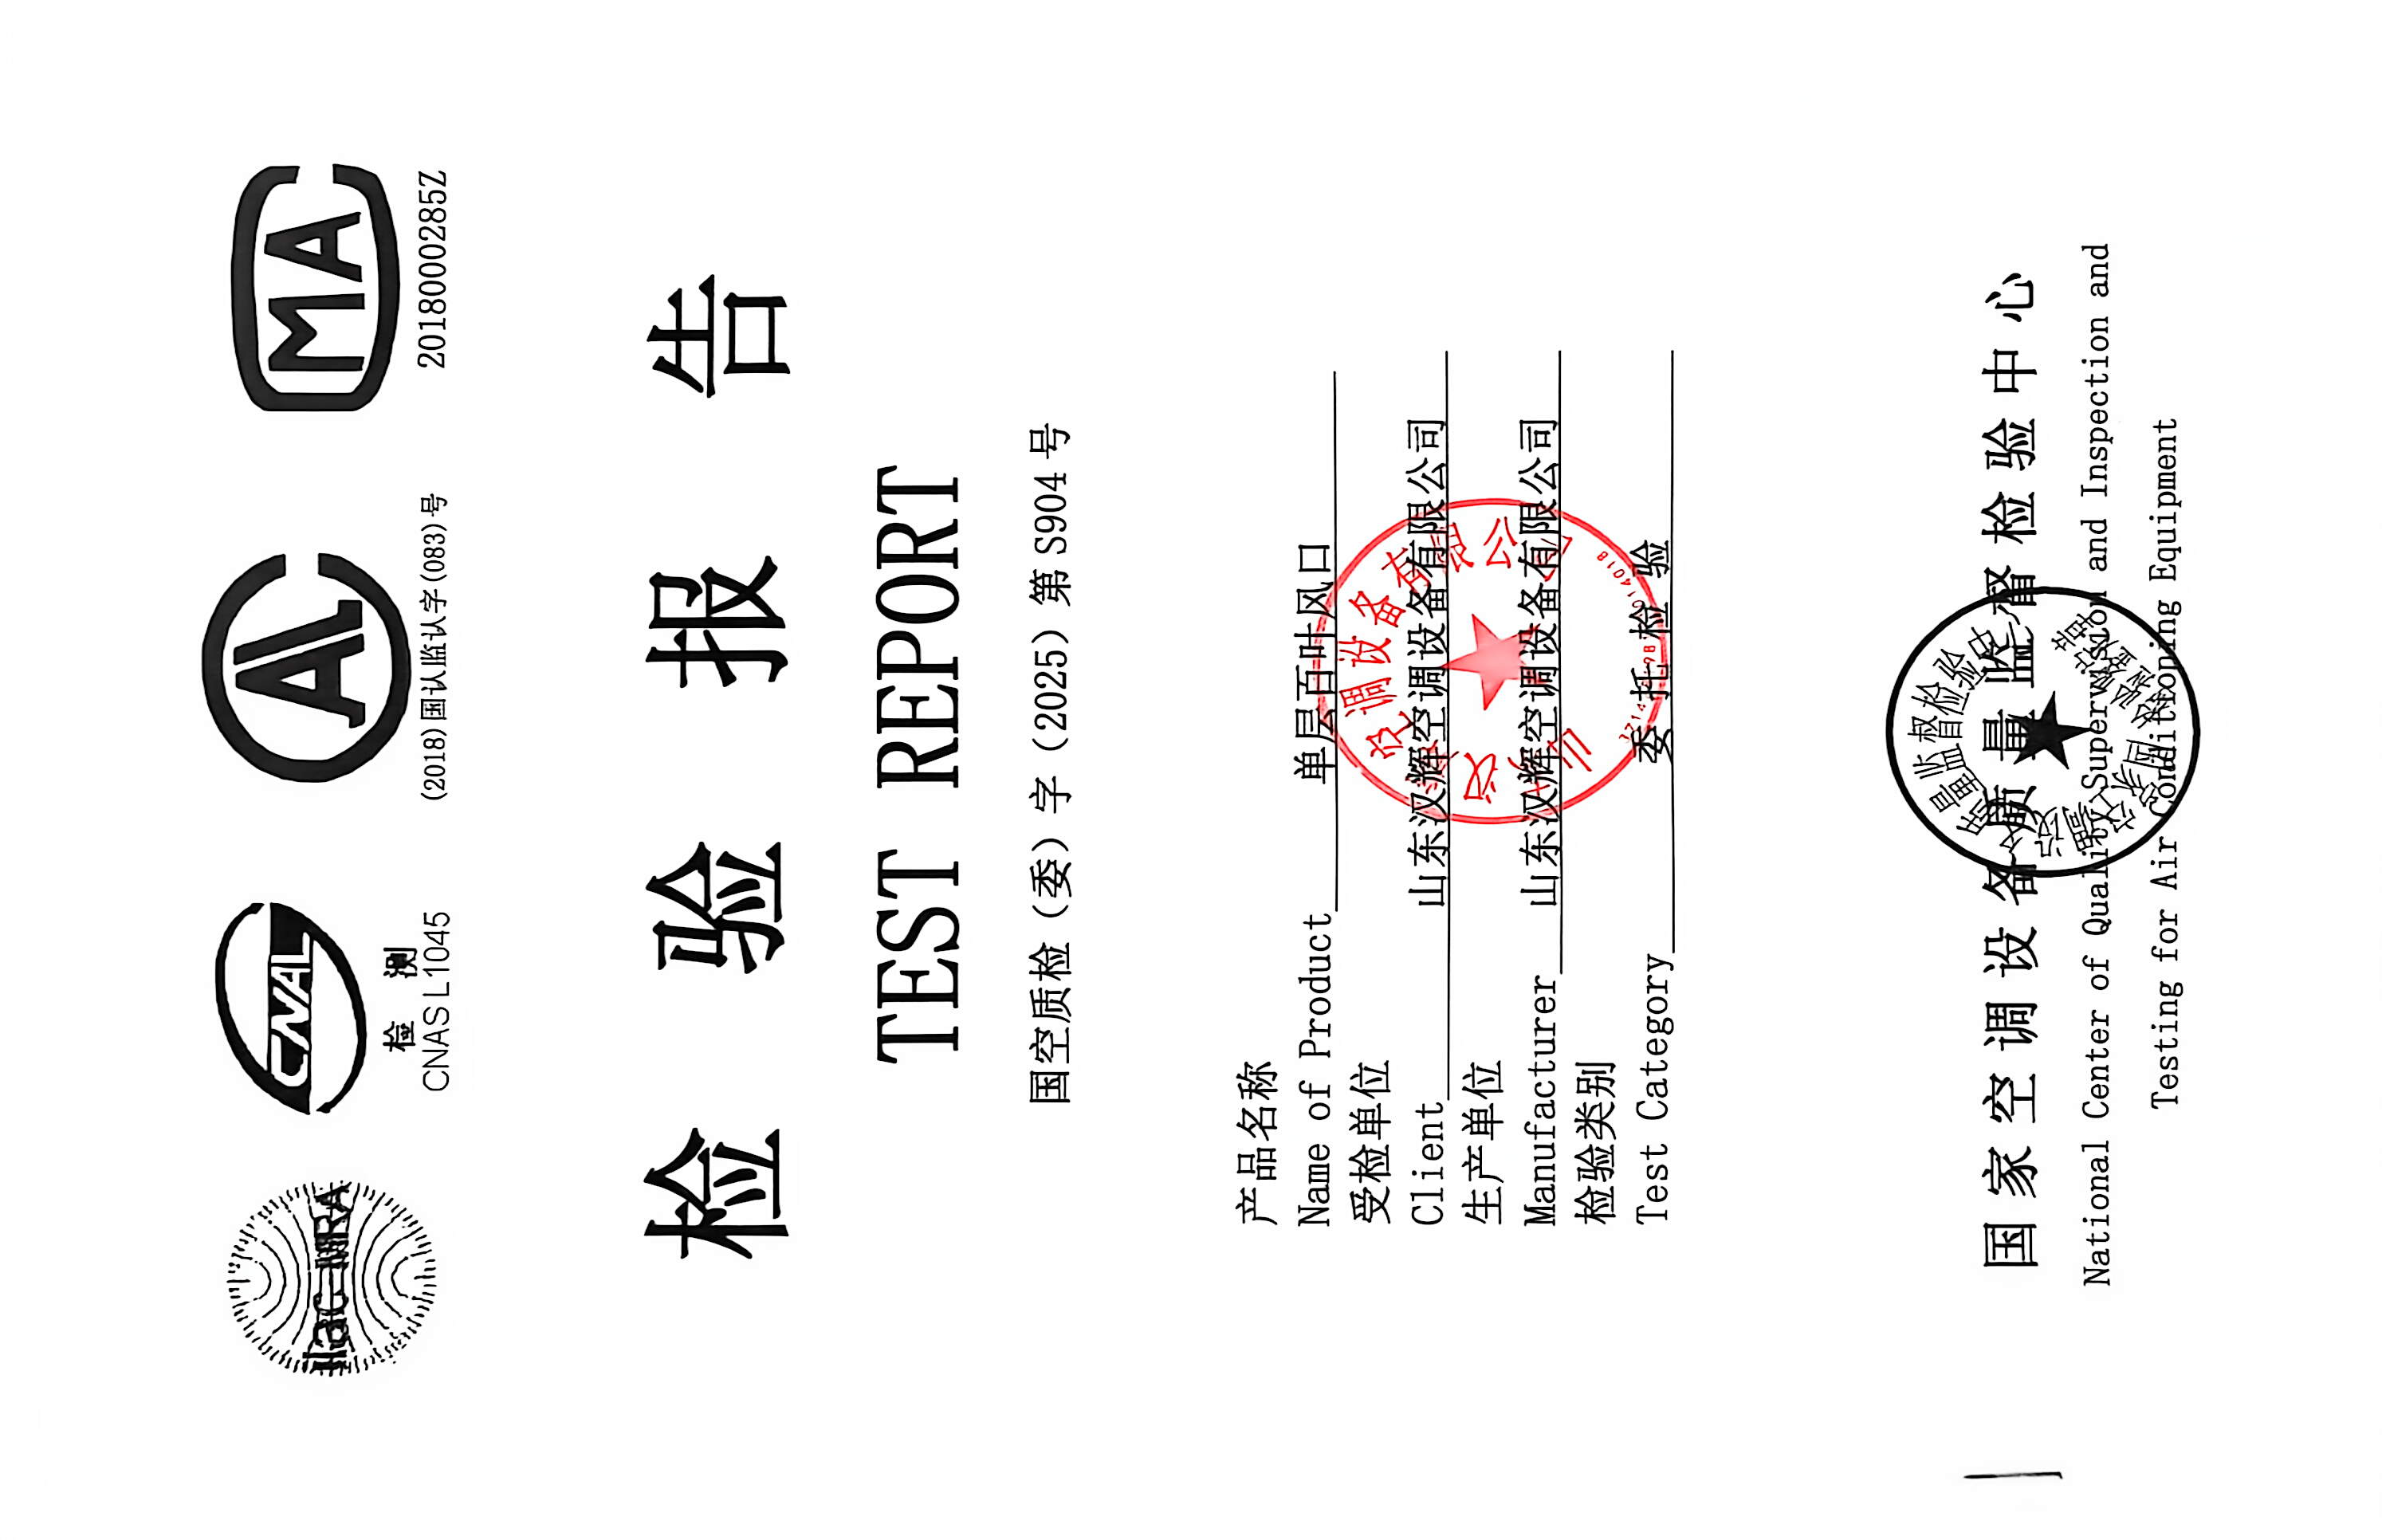 ilac-MRA
CNAL
检 测
CNAS L1045
AL
(2018)国认监认字(083)号
MA
2018000285Z
检 验 报 告
TEST REPORT
国空质检（委）字（2025）第 S904 号
产品名称
Name of Product 单层百叶风口
受检单位
Client 山东汉辉空调设备有限公司
生产单位
Manufacturer 山东汉辉空调设备有限公司
检验类别
Test Category 委 托 检 验
国家空调设备质量监督检验中心
National Center of Quality Supervision and Inspection and
Testing for Air Conditioning Equipment